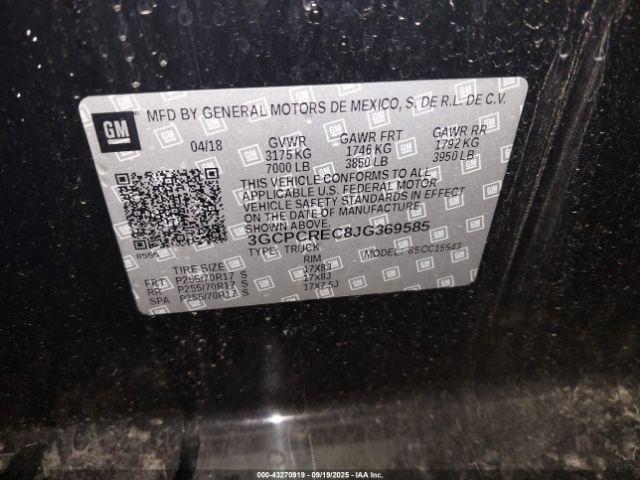 GM
MFD BY GENERAL MOTORS DE MEXICO, S. DE R.L. DE C.V.
04/18 GVWR GAWR FRT GAWR RR
3175 KG 1746 KG 1792 KG
7000 LB 3850 LB 3950 LB
THIS VEHICLE CONFORMS TO ALL
APPLICABLE U.S. FEDERAL MOTOR
VEHICLE SAFETY STANDARDS IN EFFECT
ON THE DATE OF MANUFACTURE SHOWN ABOVE.
3GCPCREC8JG369585
TYPE: TRUCK MODEL: 85CC15543
TIRE SIZE RIM
FRT P255/70R17 S 17X8J
RR P255/70R17 S 17X8J
SPA P255/70R17 S 17X7.5J
000-43270919 | 09/19/2025 - IAA Inc.